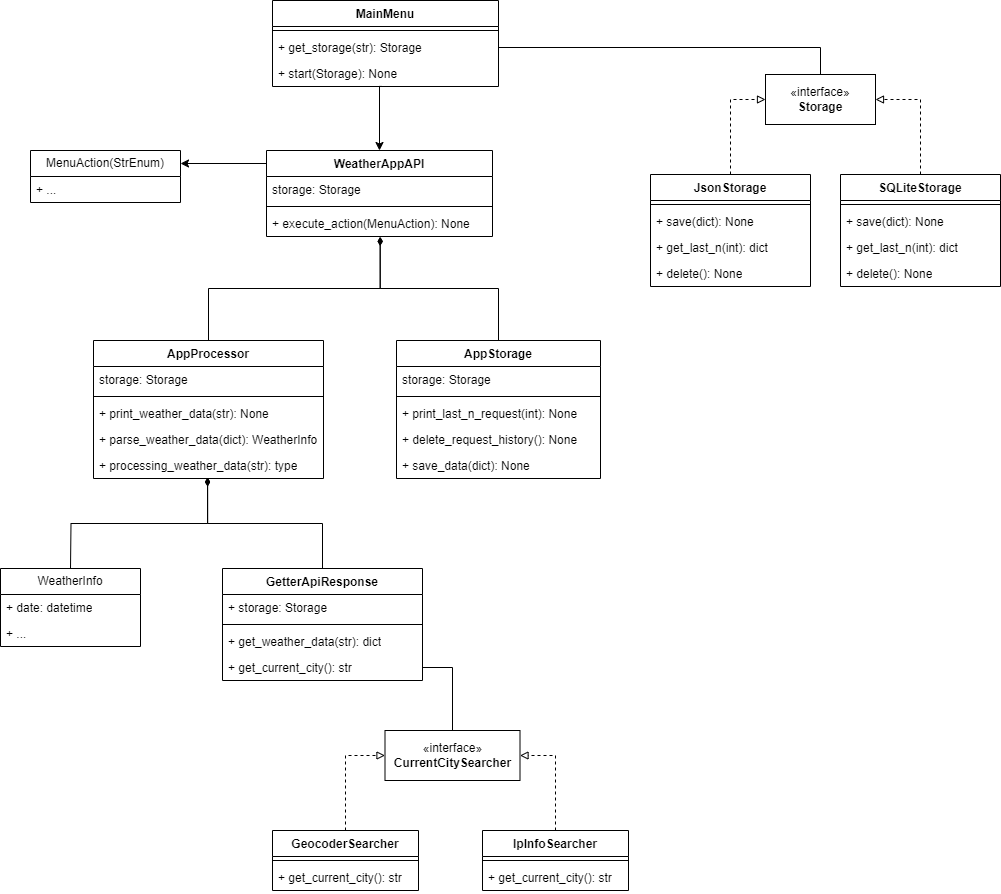 MainMenu
+ get_storage(str): Storage
+ start(Storage): None
«interface»
Storage
MenuAction(StrEnum)
+ ...
WeatherAppAPI
storage: Storage
+ execute_action(MenuAction): None
JsonStorage
+ save(dict): None
+ get_last_n(int): dict
+ delete(): None
SQLiteStorage
+ save(dict): None
+ get_last_n(int): dict
+ delete(): None
AppProcessor
storage: Storage
+ print_weather_data(str): None
+ parse_weather_data(dict): WeatherInfo
+ processing_weather_data(str): type
AppStorage
storage: Storage
+ print_last_n_request(int): None
+ delete_request_history(): None
+ save_data(dict): None
WeatherInfo
+ date: datetime
+ ...
GetterApiResponse
+ storage: Storage
+ get_weather_data(str): dict
+ get_current_city(): str
«interface»
CurrentCitySearcher
GeocoderSearcher
+ get_current_city(): str
IpInfoSearcher
+ get_current_city(): str